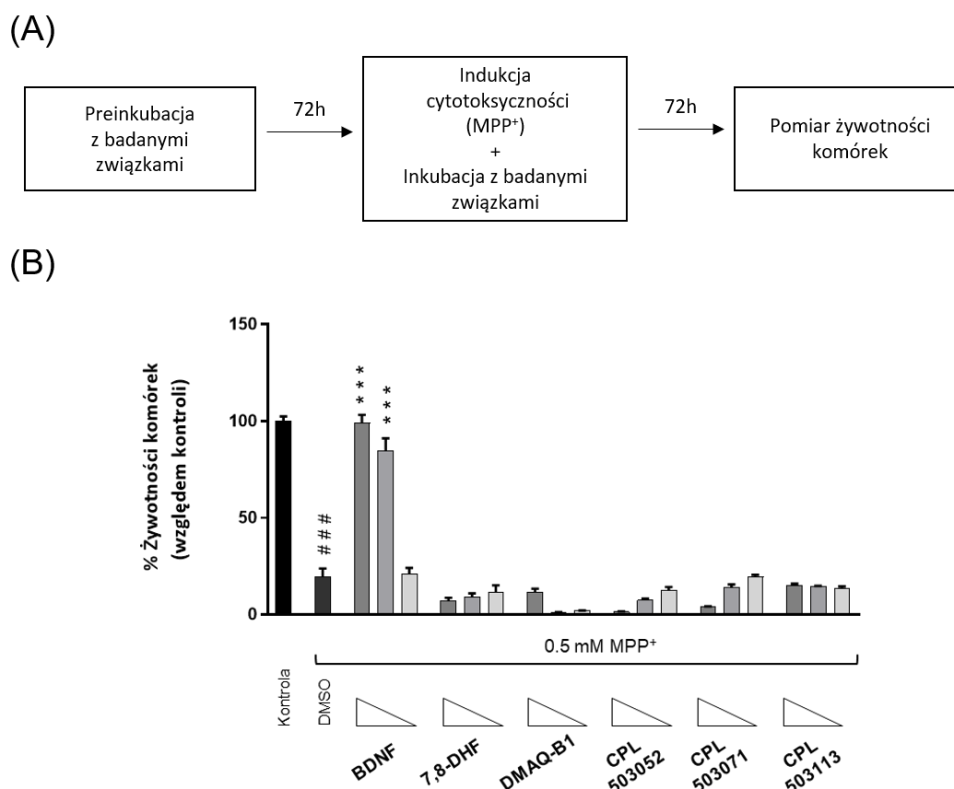 (A)
Preinkubacja
z badanymi
związkami
72h
Indukcja
cytotoksyczności
(MPP⁺)
+
Inkubacja z badanymi
związkami
72h
Pomiar żywotności
komórek
(B)
% Żywotności komórek
(względem kontroli)
150
100
50
0
###
***
***
0.5 mM MPP⁺
Kontrola
DMSO
BDNF
7,8-DHF
DMAQ-B1
CPL
503052
CPL
503071
CPL
503113